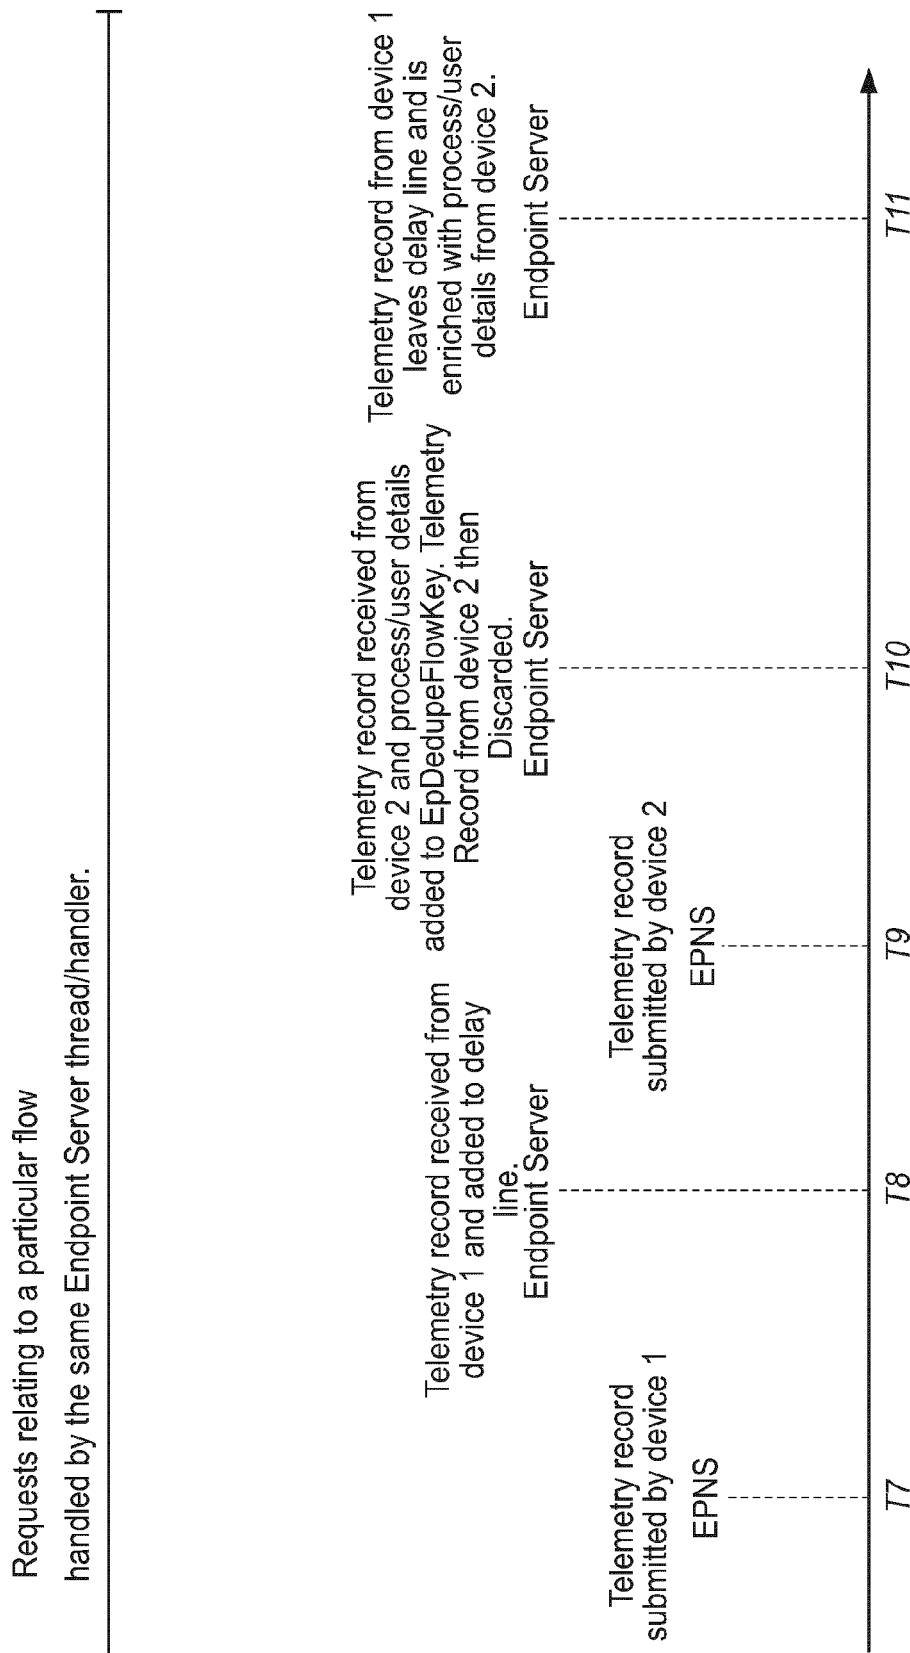 Requests relating to a particular flow
handled by the same Endpoint Server thread/handler.
Telemetry record
submitted by device 1
EPNS
Telemetry record received from
device 1 and added to delay
line.
Endpoint Server
Telemetry record
submitted by device 2
EPNS
Telemetry record received from
device 2 and process/user details
added to EpDedupeFlowKey. Telemetry
Record from device 2 then
Discarded.
Endpoint Server
Telemetry record from device 1
leaves delay line and is
enriched with process/user
details from device 2.
Endpoint Server
T7
T8
T9
T10
T11